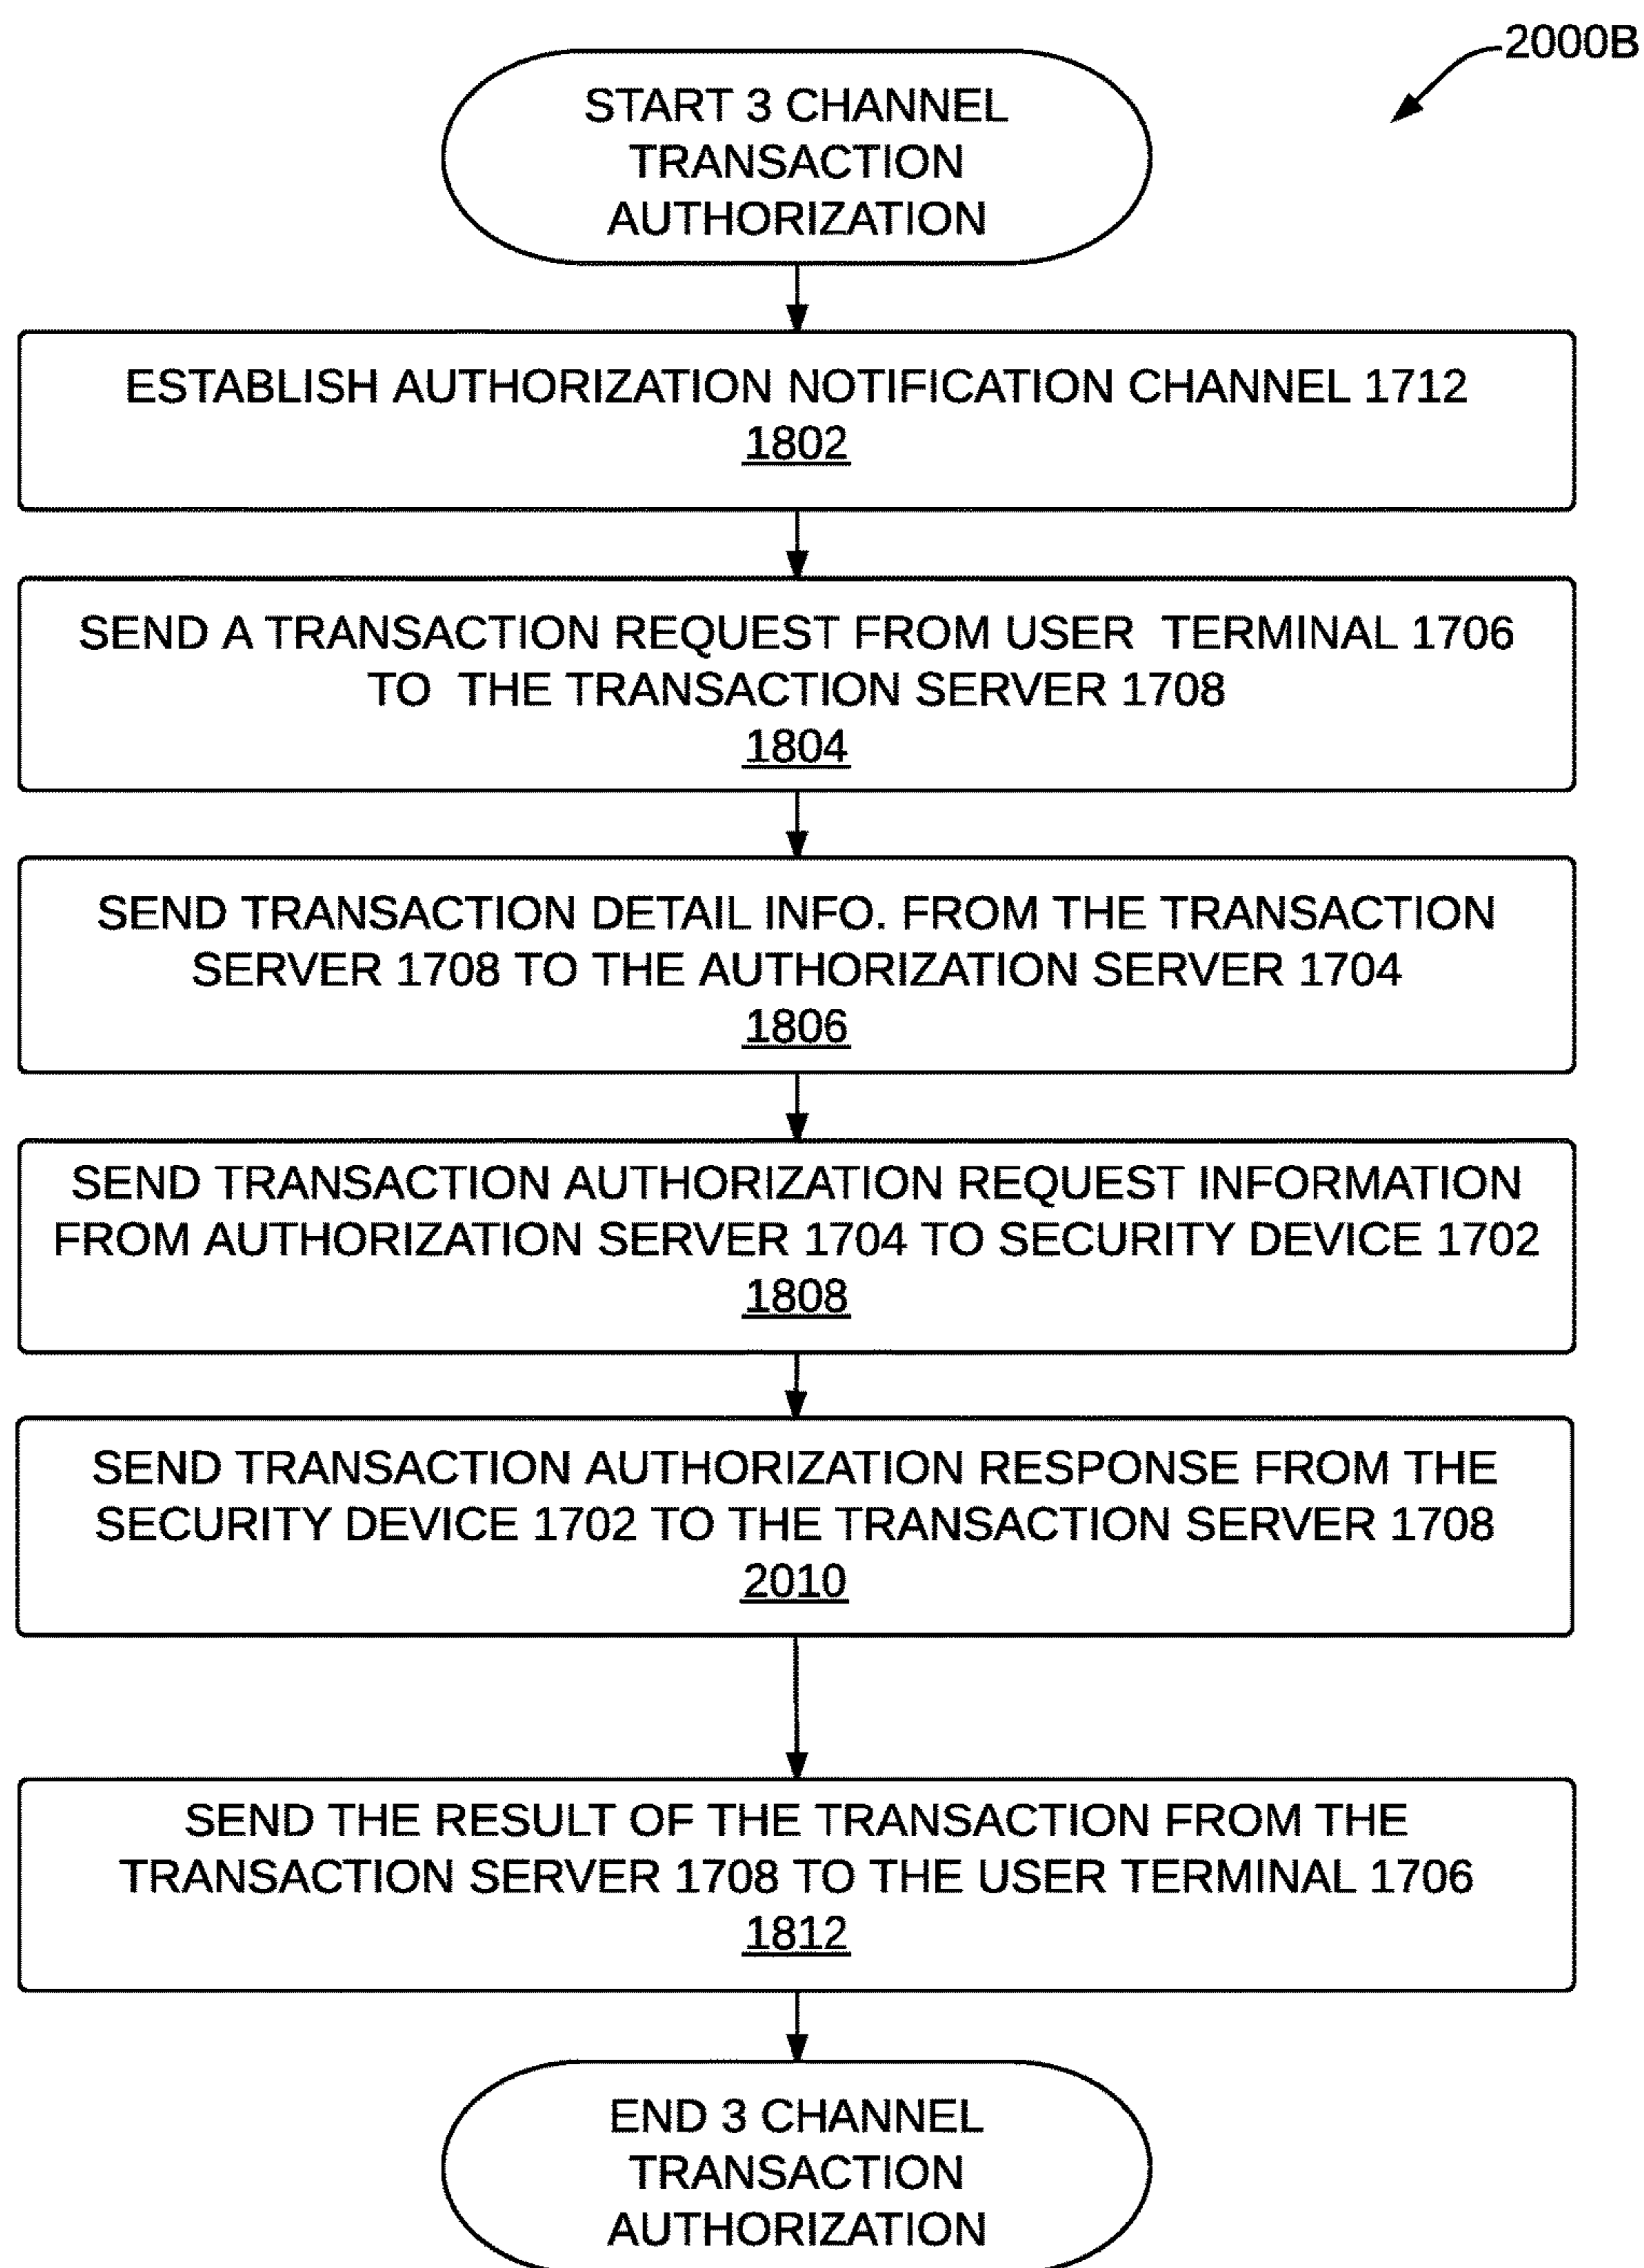 2000B
START 3 CHANNEL
TRANSACTION
AUTHORIZATION
ESTABLISH AUTHORIZATION NOTIFICATION CHANNEL 1712
1802
SEND A TRANSACTION REQUEST FROM USER TERMINAL 1706
TO THE TRANSACTION SERVER 1708
1804
SEND TRANSACTION DETAIL INFO. FROM THE TRANSACTION
SERVER 1708 TO THE AUTHORIZATION SERVER 1704
1806
SEND TRANSACTION AUTHORIZATION REQUEST INFORMATION
FROM AUTHORIZATION SERVER 1704 TO SECURITY DEVICE 1702
1808
SEND TRANSACTION AUTHORIZATION RESPONSE FROM THE
SECURITY DEVICE 1702 TO THE TRANSACTION SERVER 1708
2010
SEND THE RESULT OF THE TRANSACTION FROM THE
TRANSACTION SERVER 1708 TO THE USER TERMINAL 1706
1812
END 3 CHANNEL
TRANSACTION
AUTHORIZATION